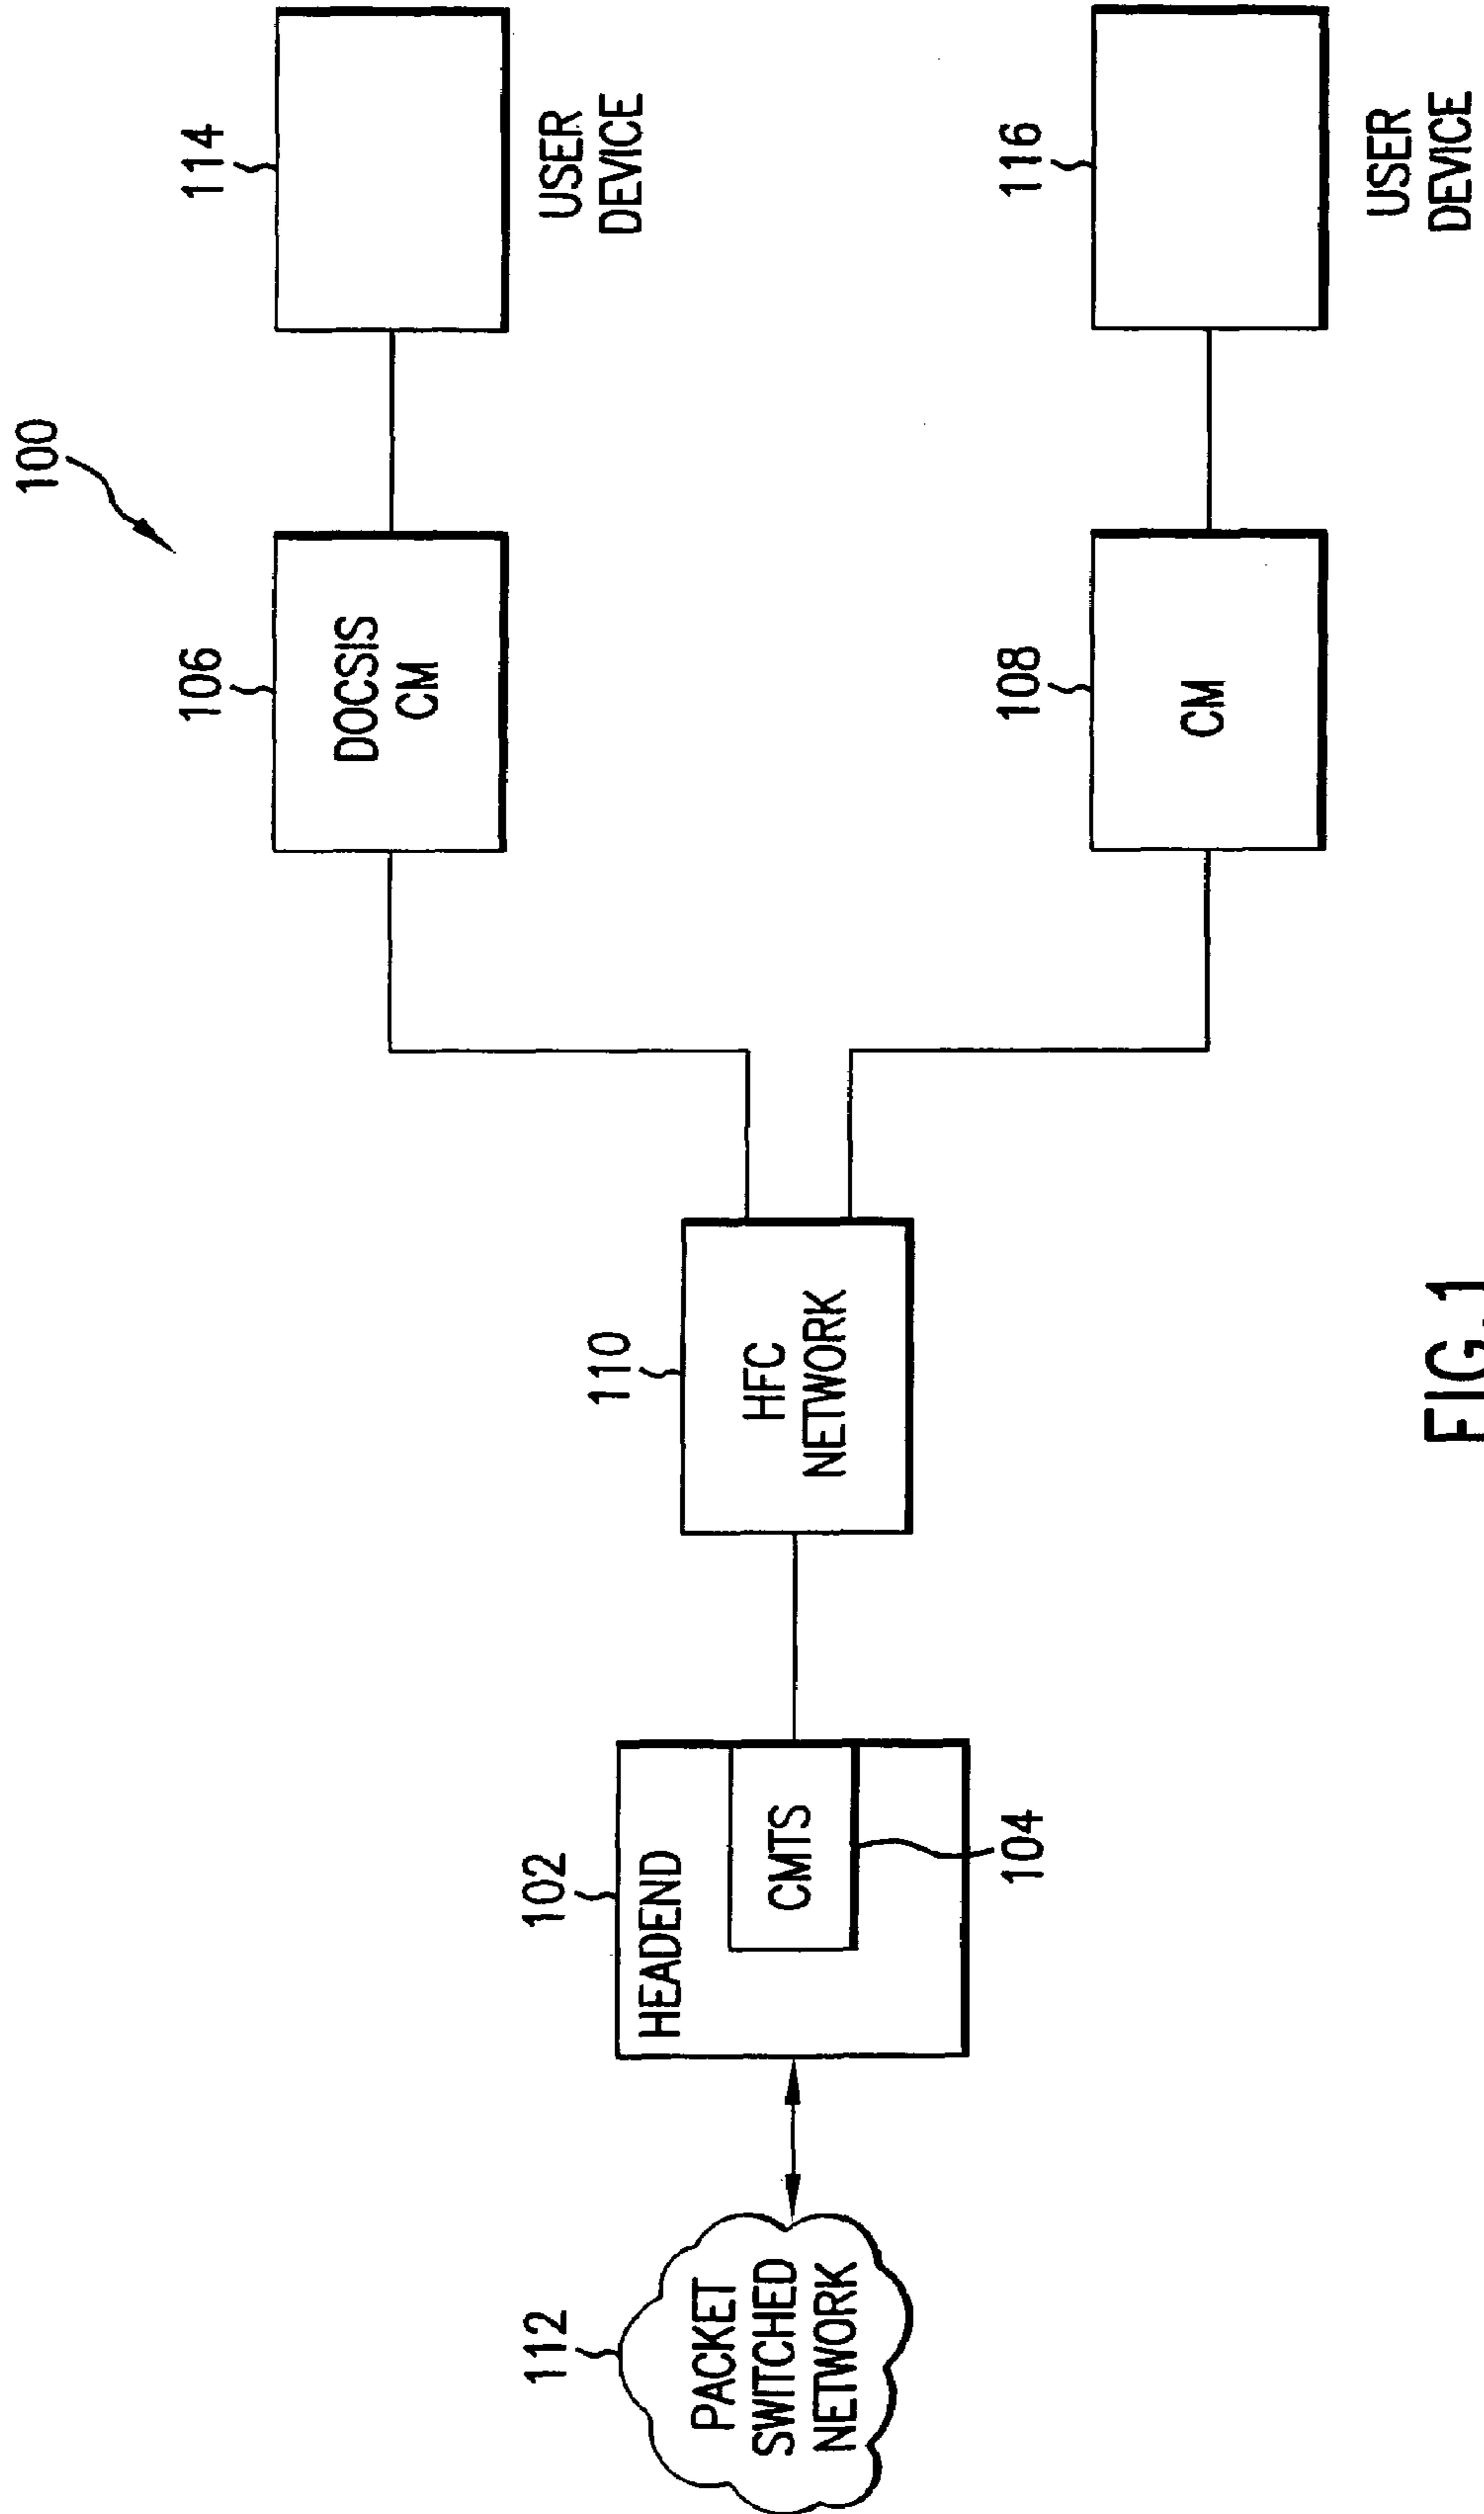 100
112
PACKET
SWITCHED
NETWORK
102
HEADEND
CMTS
104
110
HFC
NETWORK
106
DOCSIS
CM
114
USER
DEVICE
108
CM
116
USER
DEVICE
FIG.1